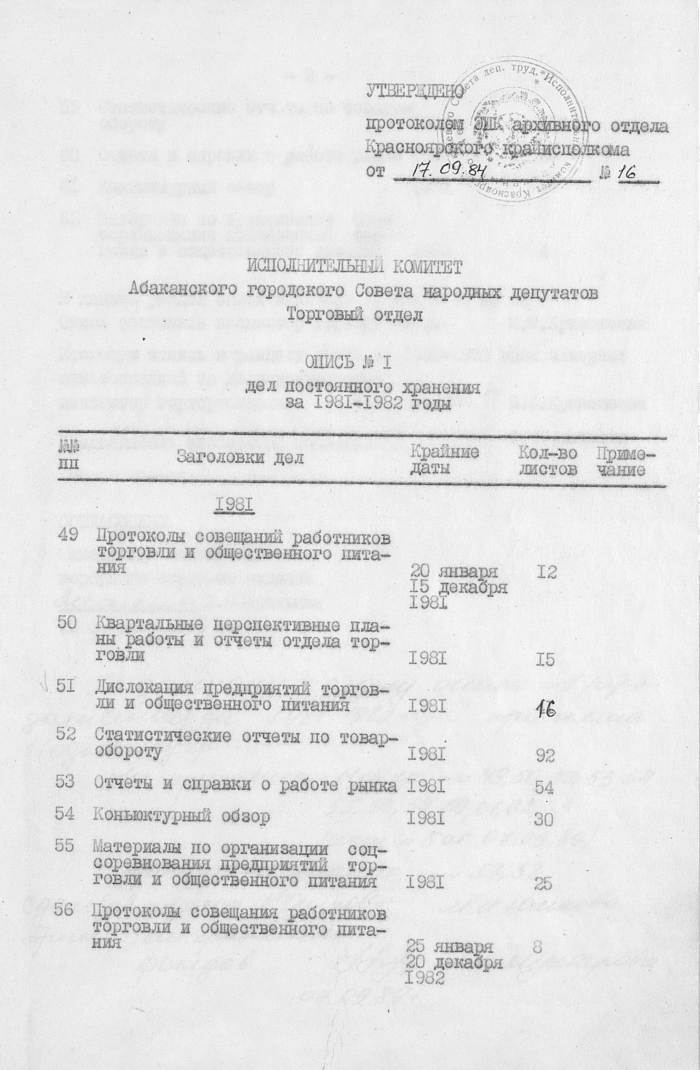 УТВЕРЖДЕНО
протоколом ЭПК архивного отдела
Красноярского крайисполкома
от 17.09.84 № 16
ИСПОЛНИТЕЛЬНЫЙ КОМИТЕТ
Абаканского городского Совета народных депутатов
Торговый отдел
ОПИСЬ № I
дел постоянного хранения
за 1981-1982 годы
№№ пп Заголовки дел Крайние даты Кол-во листов Приме-чание
1981
49 Протоколы совещаний работников
торговли и общественного пита-
ния 20 января 12
15 декабря
1981
50 Квартальные перспективные пла-
ны работы и отчеты отдела тор-
говли 1981 15
51 Дислокация предприятий торгов-
ли и общественного питания 1981 16
52 Статистические отчеты по товар-
обороту 1981 92
53 Отчеты и справки о работе рынка 1981 54
54 Коньюктурный обзор 1981 30
55 Материалы по организации соц-
соревнования предприятий тор-
говли и общественного питания 1981 25
56 Протоколы совещания работников
торговли и общественного пита-
ния 25 января 8
20 декабря
1982